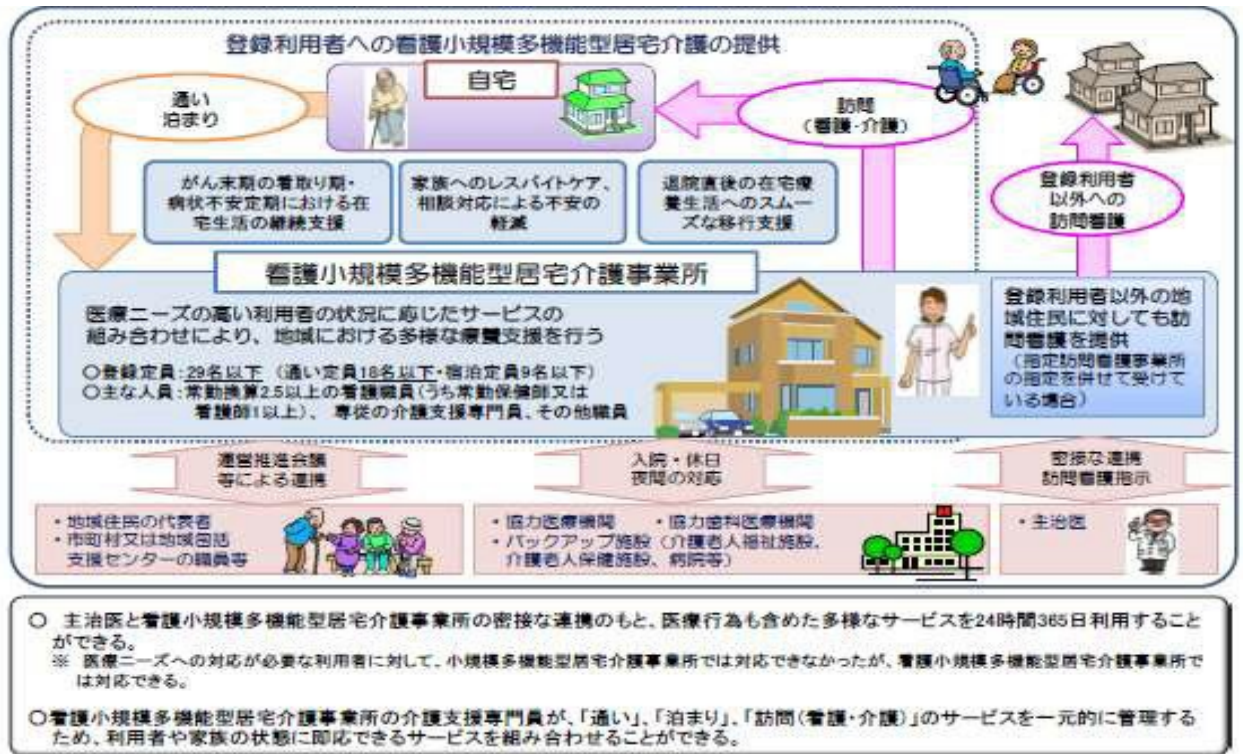 登録利用者への看護小規模多機能型居宅介護の提供
自宅
通い
泊まり
訪問
(看護・介護)
がん末期の看取り期・
病状不安定期における在
宅生活の継続支援
家族へのレスパイトケア、
相談対応による不安の
軽減
退院直後の在宅療
養生活へのスムー
ズな移行支援
登録利用者
以外への
訪問看護
看護小規模多機能型居宅介護事業所
医療ニーズの高い利用者の状況に応じたサービスの
組み合わせにより、地域における多様な療養支援を行う
○登録定員:29名以下 (通い定員18名以下・宿泊定員9名以下)
○主な人員:常勤換算2.5以上の看護職員(うち常勤保健師又は
看護師1以上)、専従の介護支援専門員、その他職員
登録利用者以外の地
域住民に対しても訪
問看護を提供
(指定訪問看護事業所
の指定を併せて受けて
いる場合)
運営推進会議
等による連携
入院・休日
夜間の対応
密接な連携
訪問看護指示
・地域住民の代表者
・市町村又は地域包括
支援センターの職員等
・協力医療機関 ・協力歯科医療機関
・バックアップ施設(介護老人福祉施設、
介護老人保健施設、病院等)
・主治医
○ 主治医と看護小規模多機能型居宅介護事業所の密接な連携のもと、医療行為も含めた多様なサービスを24時間365日利用すること
ができる。
※ 医療ニーズへの対応が必要な利用者に対して、小規模多機能型居宅介護事業所では対応できなかったが、看護小規模多機能型居宅介護事業所で
は対応できる。
○看護小規模多機能型居宅介護事業所の介護支援専門員が、「通い」、「泊まり」、「訪問(看護・介護)」のサービスを一元的に管理する
ため、利用者や家族の状態に即応できるサービスを組み合わせることができる。